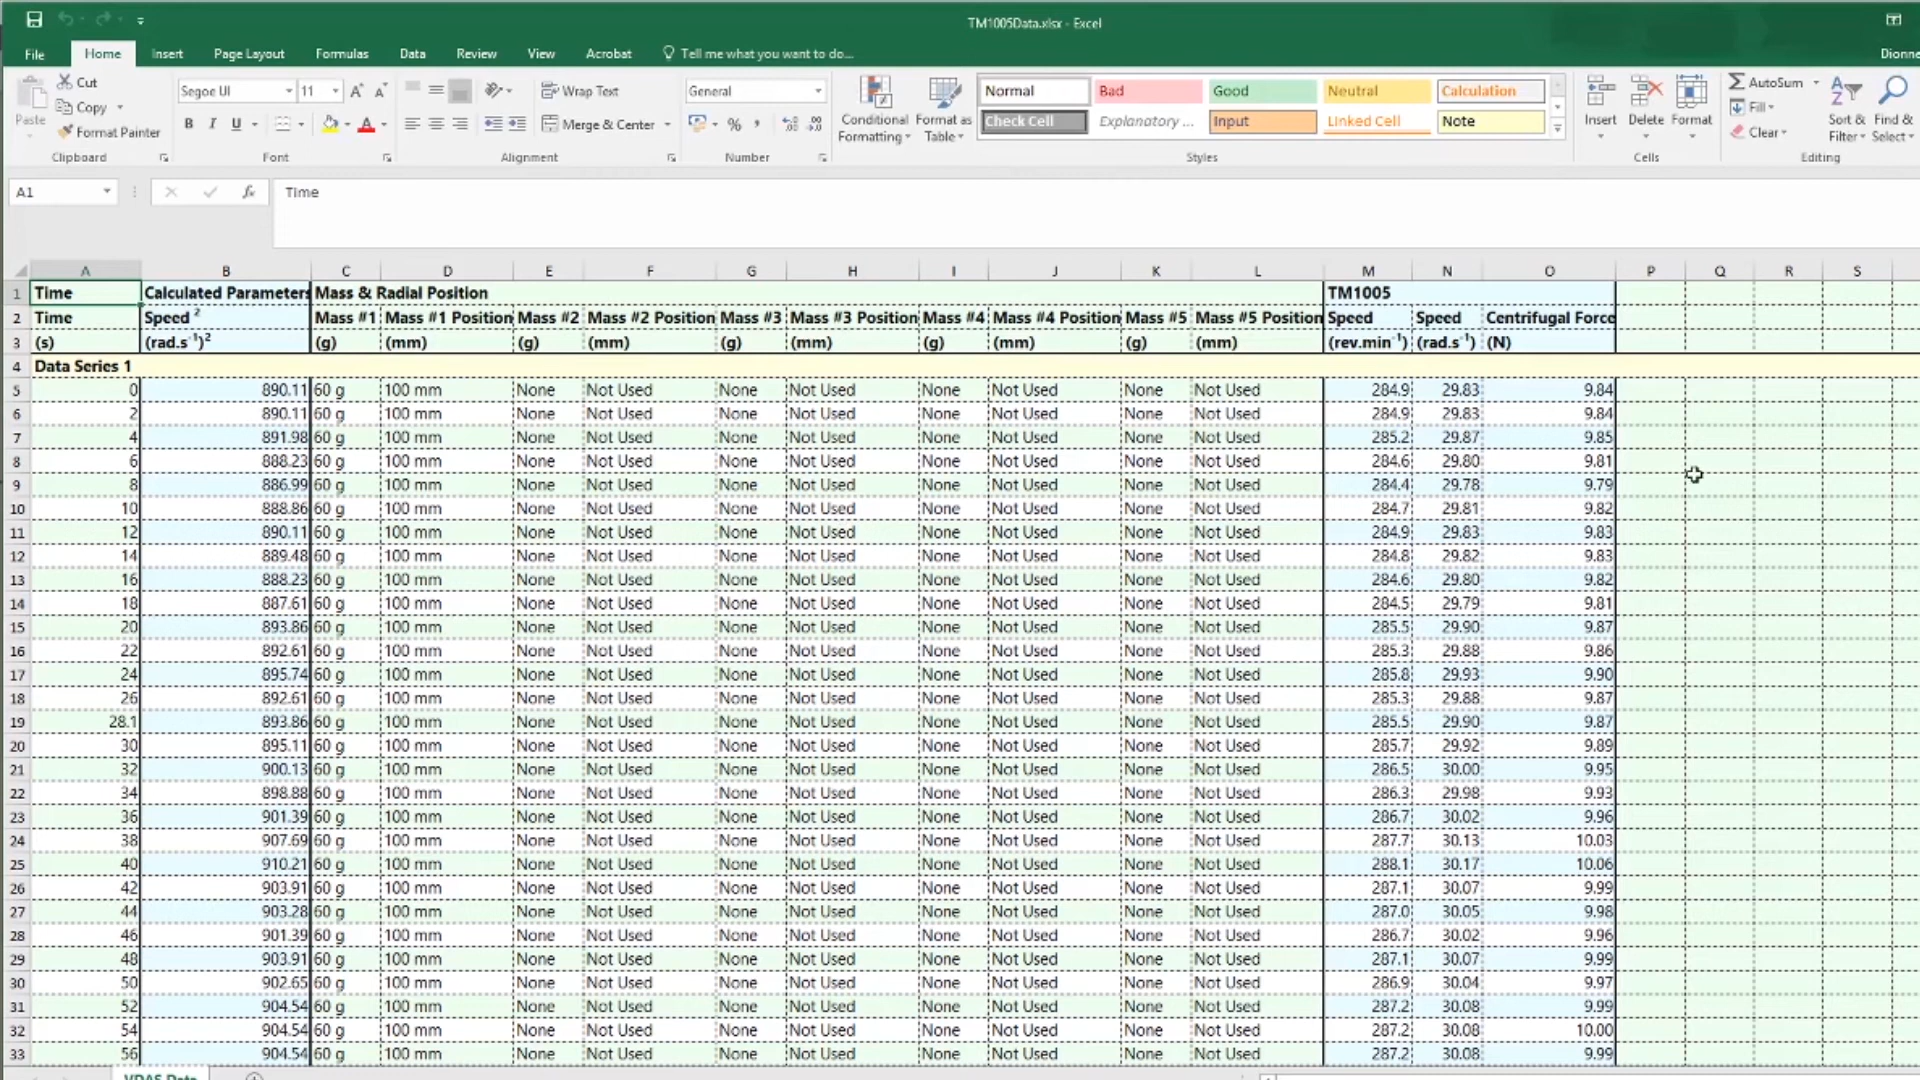 TM1005Data.xlsx - Excel
File Home Insert Page Layout Formulas Data Review View Acrobat Tell me what you want to do... Dionne
Paste Cut Copy Format Painter Clipboard
Segoe UI 11 B I U Font
Wrap Text Merge & Center Alignment
General % , Number
Conditional Formatting Format as Table
Normal Bad Good Neutral Calculation
Check Cell Explanatory ... Input Linked Cell Note
Styles
Insert Delete Format Cells
AutoSum Fill Clear Sort & Filter Find & Select Editing
A1 fx Time
A B C D E F G H I J K L M N O P Q R S
1 Time Calculated Parameters Mass & Radial Position TM1005
2 Time Speed ² Mass #1 Mass #1 Position Mass #2 Mass #2 Position Mass #3 Mass #3 Position Mass #4 Mass #4 Position Mass #5 Mass #5 Position Speed Speed Centrifugal Force
3 (s) (rad.s⁻¹)² (g) (mm) (g) (mm) (g) (mm) (g) (mm) (g) (mm) (rev.min⁻¹) (rad.s⁻¹) (N)
4 Data Series 1
5 0 890.11 60 g 100 mm None Not Used None Not Used None Not Used None Not Used 284.9 29.83 9.84
6 2 890.11 60 g 100 mm None Not Used None Not Used None Not Used None Not Used 284.9 29.83 9.84
7 4 891.98 60 g 100 mm None Not Used None Not Used None Not Used None Not Used 285.2 29.87 9.85
8 6 888.23 60 g 100 mm None Not Used None Not Used None Not Used None Not Used 284.6 29.80 9.81
9 8 886.99 60 g 100 mm None Not Used None Not Used None Not Used None Not Used 284.4 29.78 9.79
10 10 888.86 60 g 100 mm None Not Used None Not Used None Not Used None Not Used 284.7 29.81 9.82
11 12 890.11 60 g 100 mm None Not Used None Not Used None Not Used None Not Used 284.9 29.83 9.83
12 14 889.48 60 g 100 mm None Not Used None Not Used None Not Used None Not Used 284.8 29.82 9.83
13 16 888.23 60 g 100 mm None Not Used None Not Used None Not Used None Not Used 284.6 29.80 9.82
14 18 887.61 60 g 100 mm None Not Used None Not Used None Not Used None Not Used 284.5 29.79 9.81
15 20 893.86 60 g 100 mm None Not Used None Not Used None Not Used None Not Used 285.5 29.90 9.87
16 22 892.61 60 g 100 mm None Not Used None Not Used None Not Used None Not Used 285.3 29.88 9.86
17 24 895.74 60 g 100 mm None Not Used None Not Used None Not Used None Not Used 285.8 29.93 9.90
18 26 892.61 60 g 100 mm None Not Used None Not Used None Not Used None Not Used 285.3 29.88 9.87
19 28.1 893.86 60 g 100 mm None Not Used None Not Used None Not Used None Not Used 285.5 29.90 9.87
20 30 895.11 60 g 100 mm None Not Used None Not Used None Not Used None Not Used 285.7 29.92 9.89
21 32 900.13 60 g 100 mm None Not Used None Not Used None Not Used None Not Used 286.5 30.00 9.95
22 34 898.88 60 g 100 mm None Not Used None Not Used None Not Used None Not Used 286.3 29.98 9.93
23 36 901.39 60 g 100 mm None Not Used None Not Used None Not Used None Not Used 286.7 30.02 9.96
24 38 907.69 60 g 100 mm None Not Used None Not Used None Not Used None Not Used 287.7 30.13 10.03
25 40 910.21 60 g 100 mm None Not Used None Not Used None Not Used None Not Used 288.1 30.17 10.06
26 42 903.91 60 g 100 mm None Not Used None Not Used None Not Used None Not Used 287.1 30.07 9.99
27 44 903.28 60 g 100 mm None Not Used None Not Used None Not Used None Not Used 287.0 30.05 9.98
28 46 901.39 60 g 100 mm None Not Used None Not Used None Not Used None Not Used 286.7 30.02 9.96
29 48 903.91 60 g 100 mm None Not Used None Not Used None Not Used None Not Used 287.1 30.07 9.99
30 50 902.65 60 g 100 mm None Not Used None Not Used None Not Used None Not Used 286.9 30.04 9.97
31 52 904.54 60 g 100 mm None Not Used None Not Used None Not Used None Not Used 287.2 30.08 9.99
32 54 904.54 60 g 100 mm None Not Used None Not Used None Not Used None Not Used 287.2 30.08 10.00
33 56 904.54 60 g 100 mm None Not Used None Not Used None Not Used None Not Used 287.2 30.08 9.99
VDAS Data